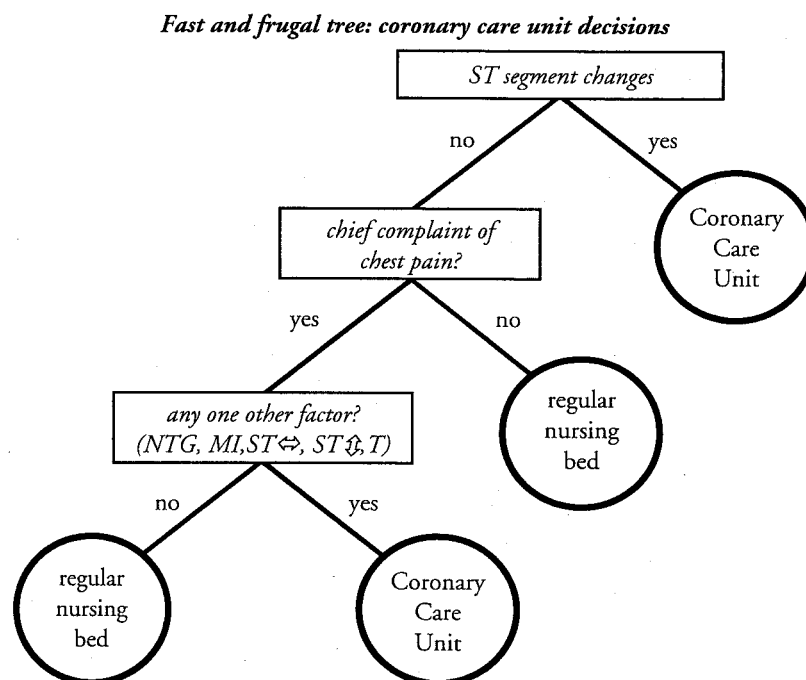 Fast and frugal tree: coronary care unit decisions
ST segment changes
no
yes
chief complaint of
chest pain?
Coronary
Care
Unit
yes
no
any one other factor?
(NTG, MI,ST⇔, ST⇕,T)
regular
nursing
bed
no
yes
regular
nursing
bed
Coronary
Care
Unit